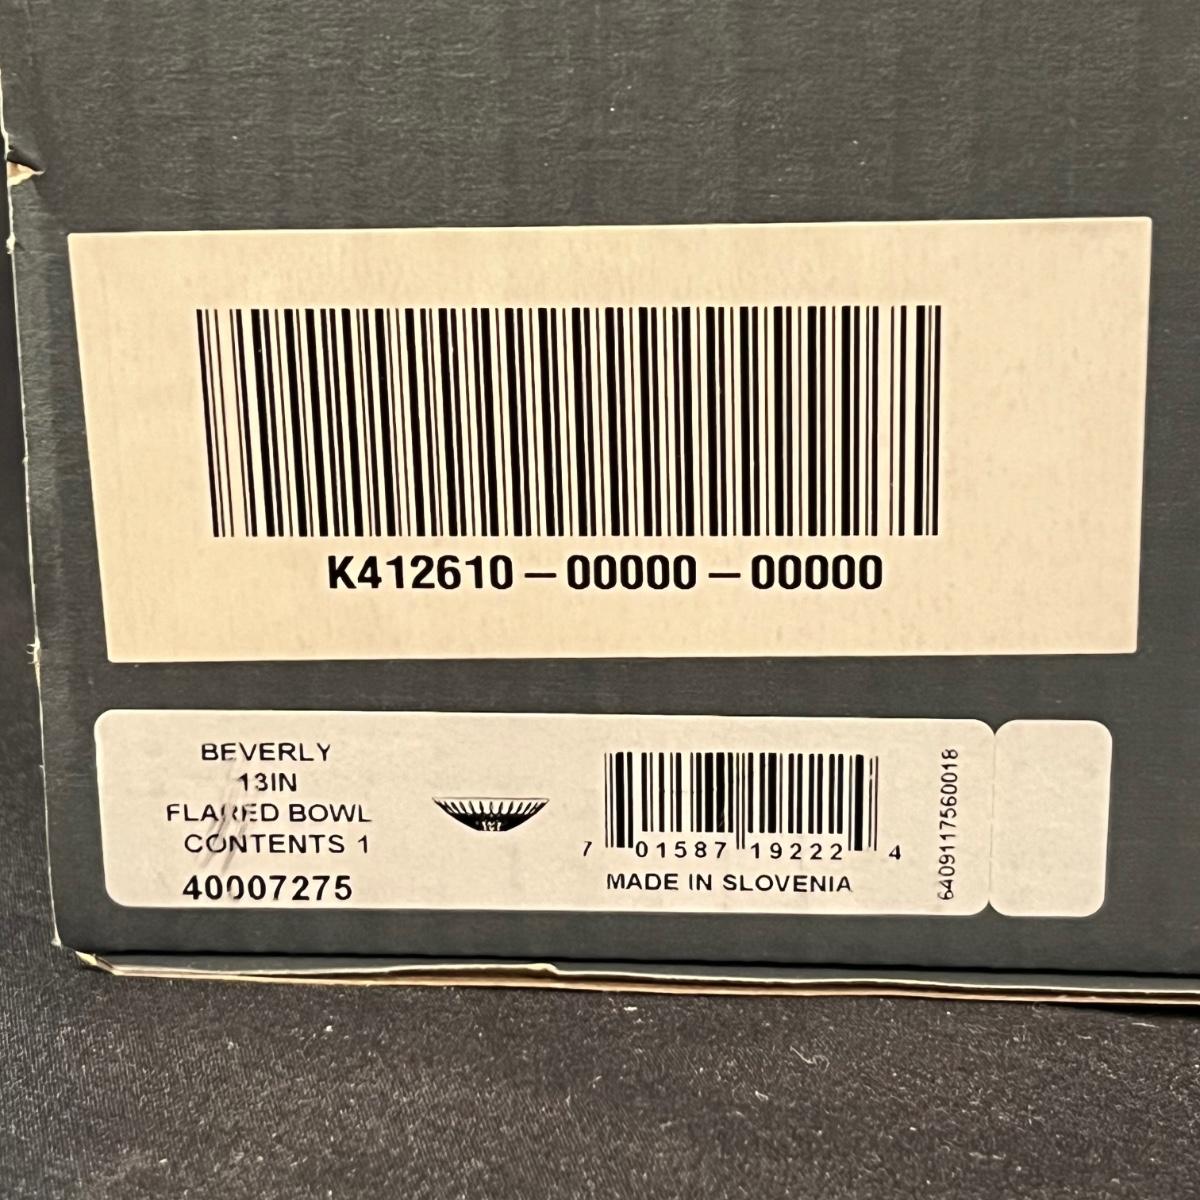 K412610-00000-00000
BEVERLY
13IN
FLARED BOWL
CONTENTS 1
40007275
7 01587 19222 4
MADE IN SLOVENIA
6409117560018